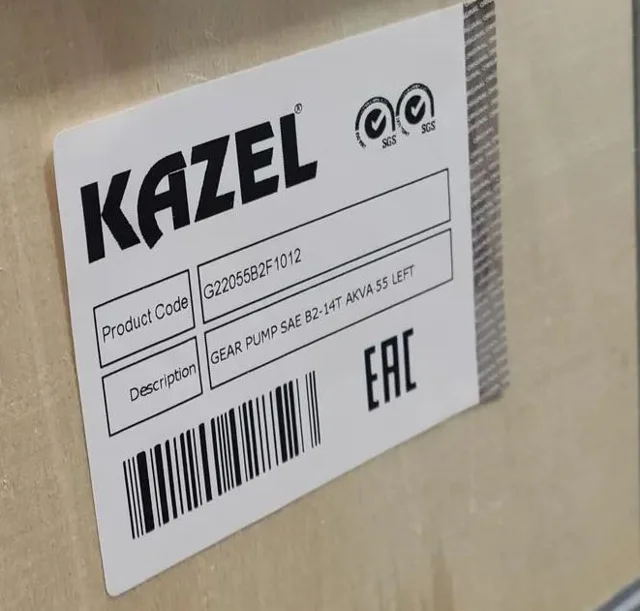 KAZEL®
SGS SGS
Product Code G22055B2F1012
Description GEAR PUMP SAE B2-14T AKVA 55 LEFT
EAC